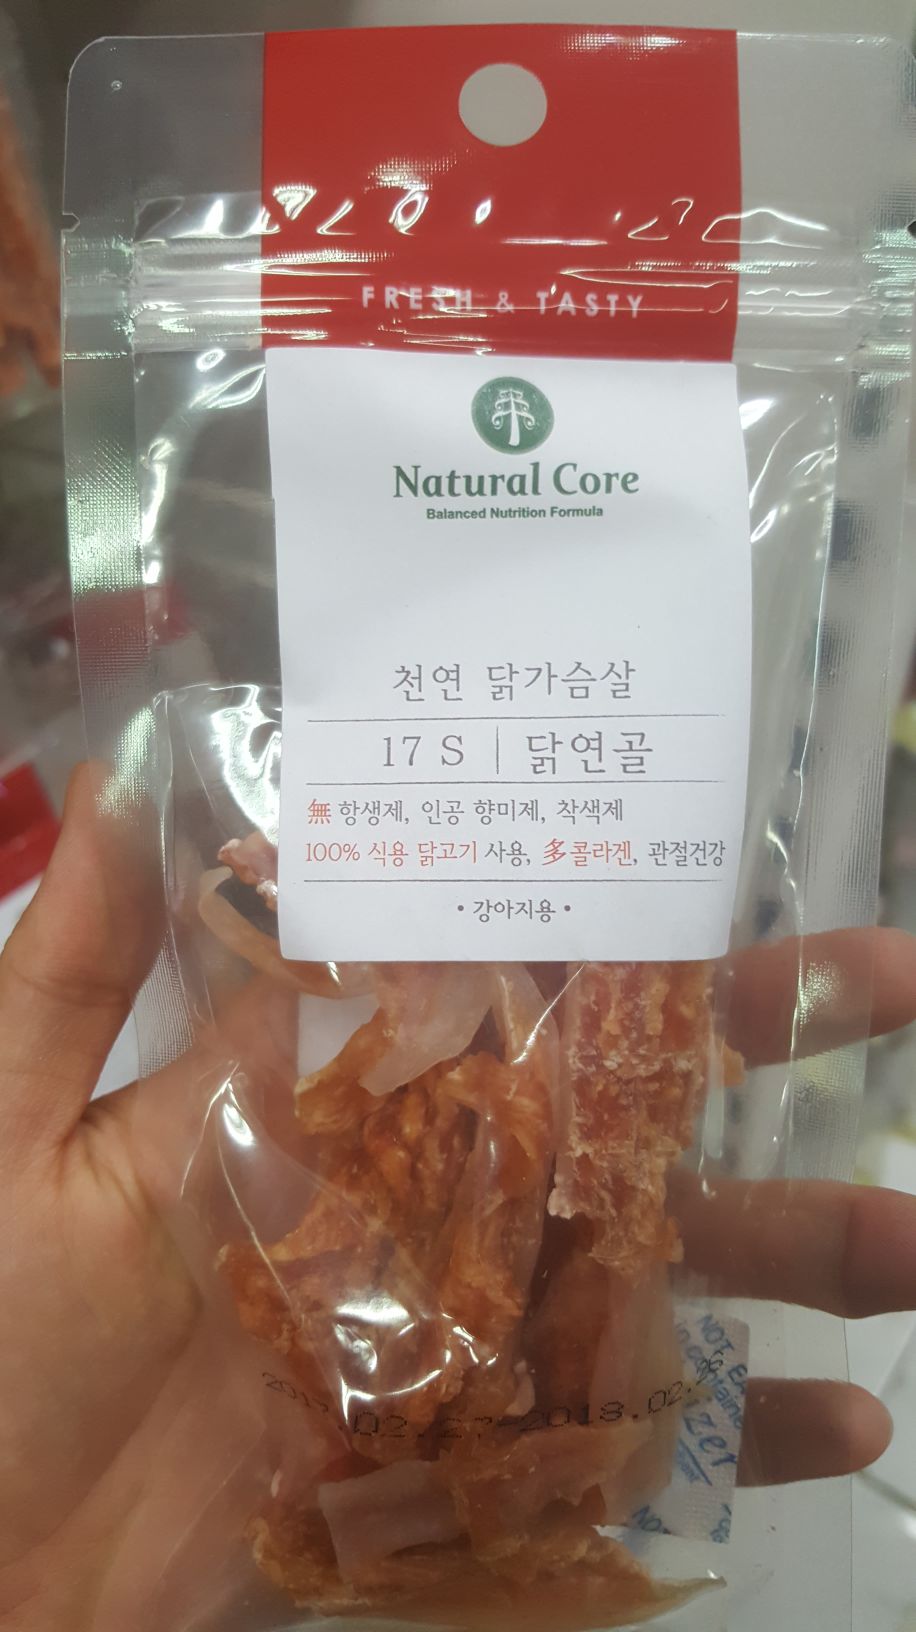 FRESH & TASTY
Natural Core
Balanced Nutrition Formula
천연 닭가슴살
17 S | 닭연골
無 항생제, 인공 향미제, 착색제
100% 식용 닭고기 사용, 多 콜라겐, 관절건강
• 강아지용 •
NOT